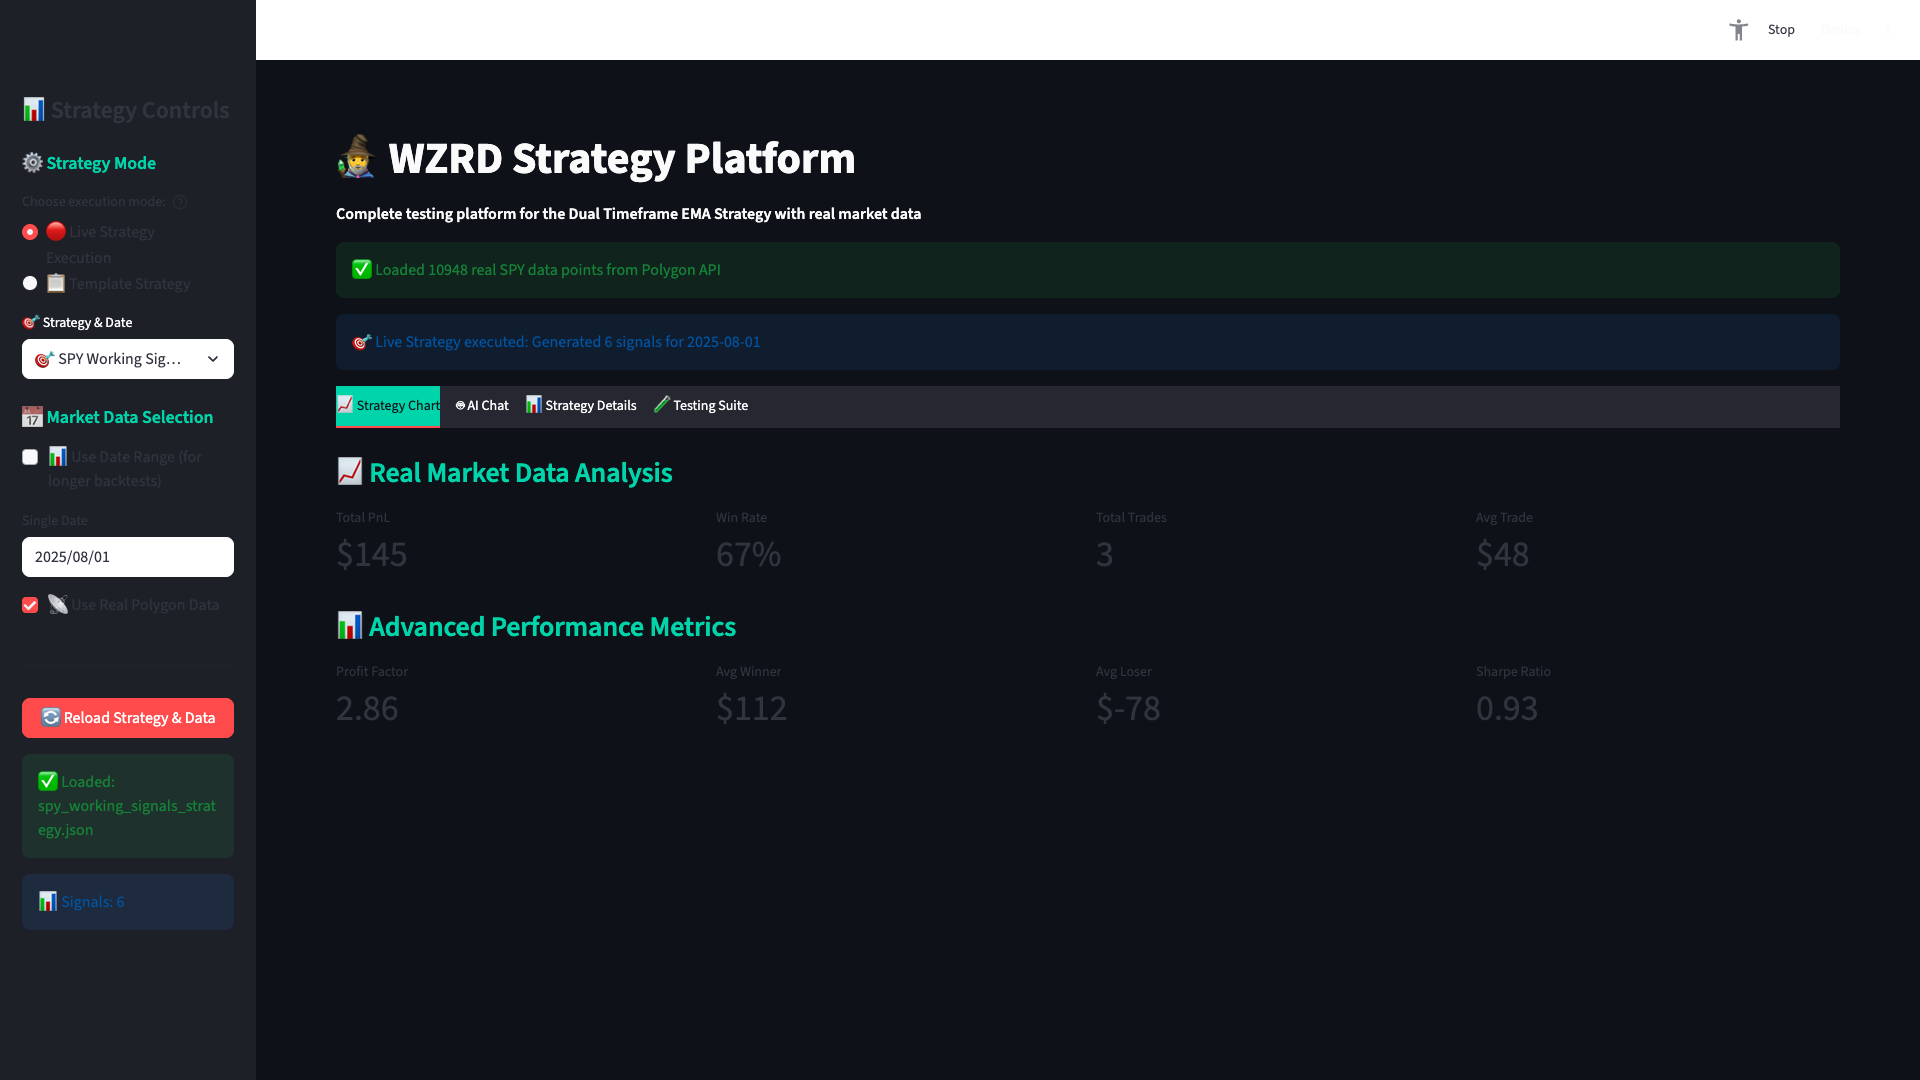 Stop
Strategy Controls
Strategy Mode
Choose execution mode:
Live Strategy
Execution
Template Strategy
Strategy & Date
SPY Working Sig...
Market Data Selection
Use Date Range (for
longer backtests)
Single Date
2025/08/01
Use Real Polygon Data
Reload Strategy & Data
Loaded:
spy_working_signals_strat
egy.json
Signals: 6
WZRD Strategy Platform
Complete testing platform for the Dual Timeframe EMA Strategy with real market data
Loaded 10948 real SPY data points from Polygon API
Live Strategy executed: Generated 6 signals for 2025-08-01
Strategy Chart AI Chat Strategy Details Testing Suite
Real Market Data Analysis
Total PnL Win Rate Total Trades Avg Trade
$145 67% 3 $48
Advanced Performance Metrics
Profit Factor Avg Winner Avg Loser Sharpe Ratio
2.86 $112 $-78 0.93